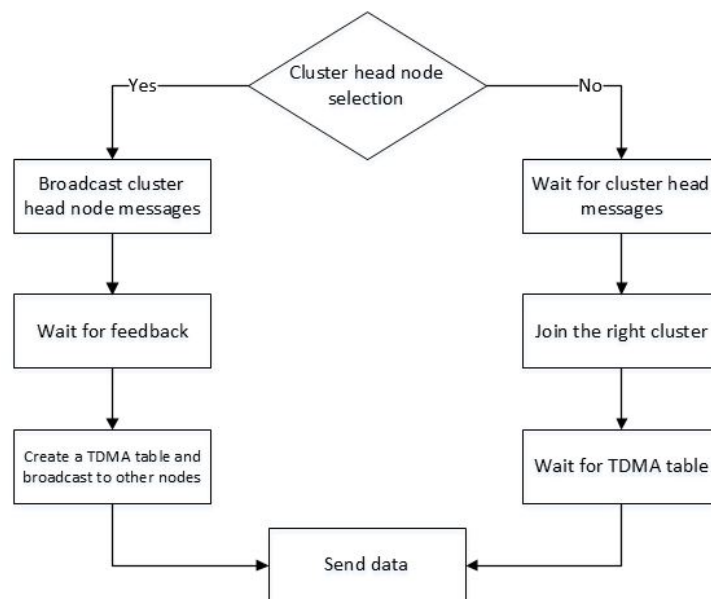 Cluster head node
selection
Yes
No
Broadcast cluster
head node messages
Wait for cluster head
messages
Wait for feedback
Join the right cluster
Create a TDMA table and
broadcast to other nodes
Wait for TDMA table
Send data